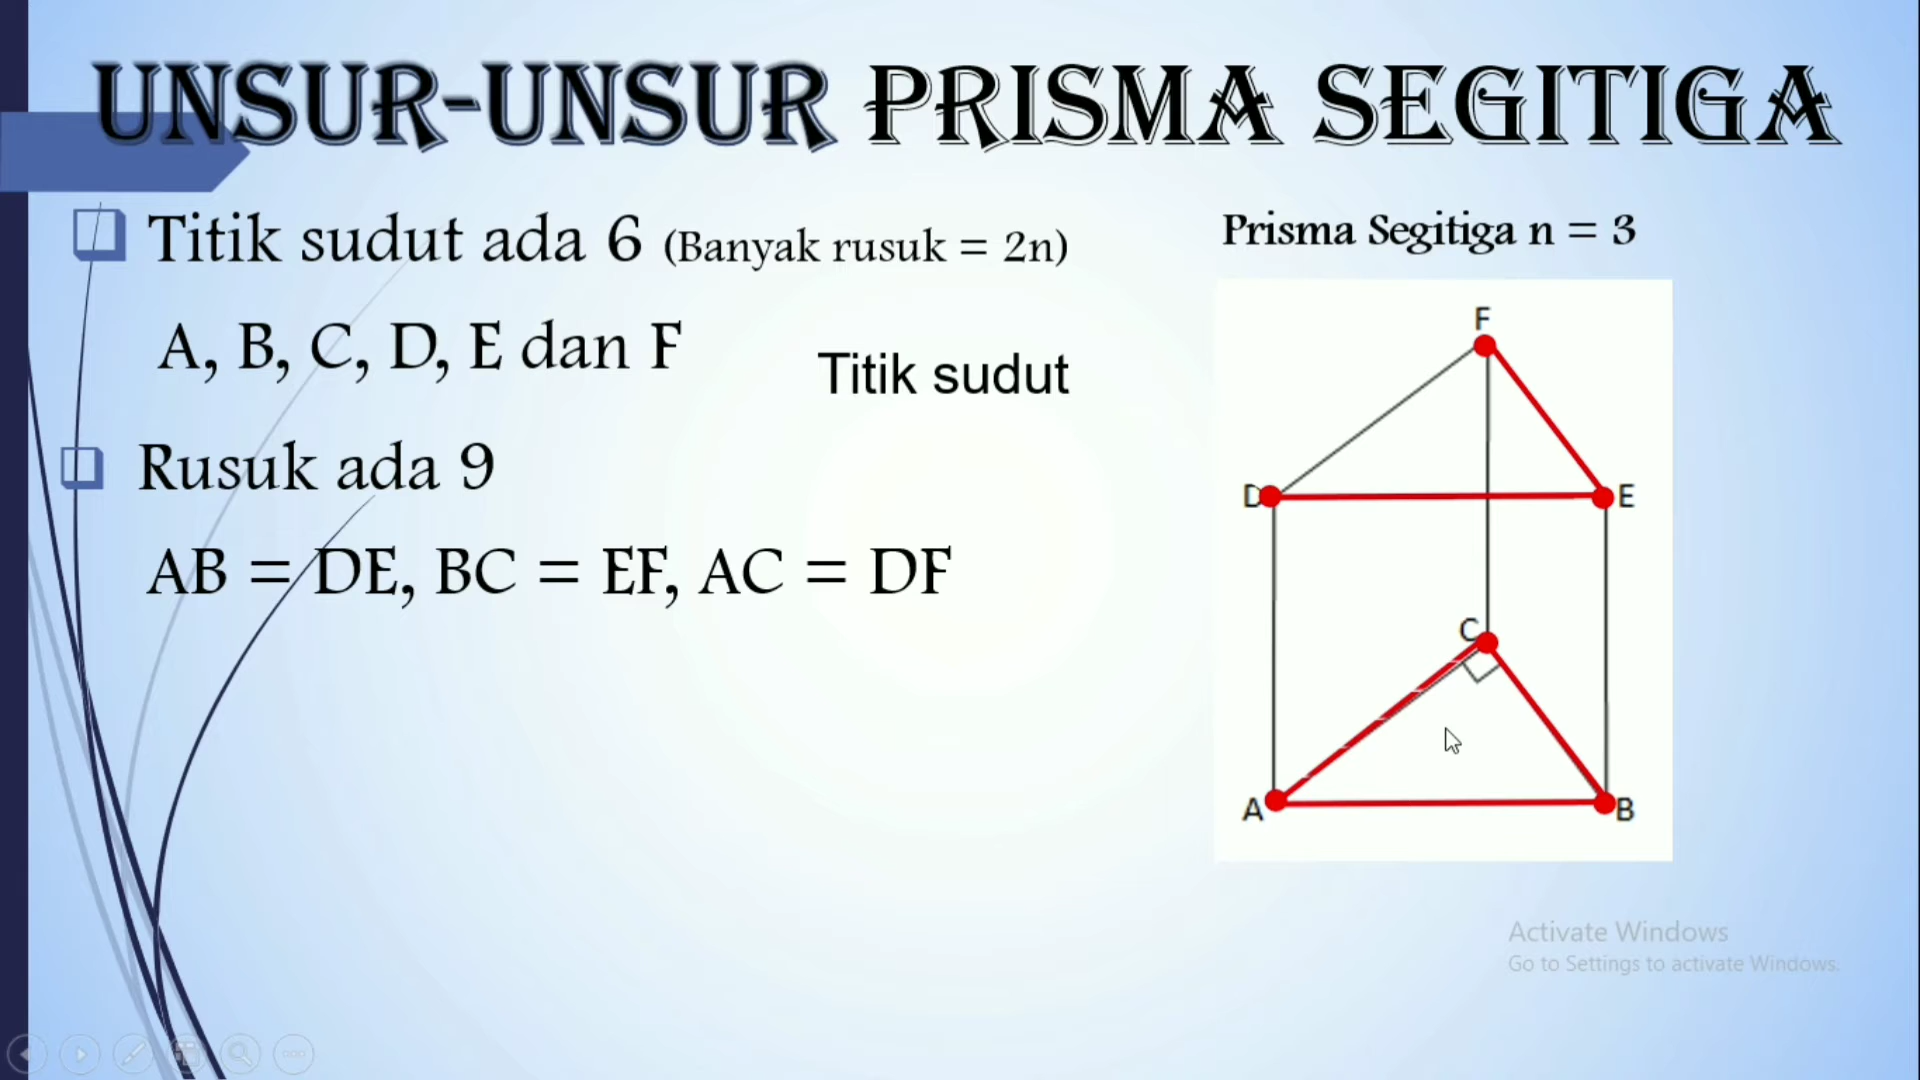 UNSUR-UNSUR PRISMA SEGITIGA
Titik sudut ada 6 (Banyak rusuk = 2n)
A, B, C, D, E dan F
Titik sudut
Rusuk ada 9
AB = DE, BC = EF, AC = DF
Prisma Segitiga n = 3
F
D
E
C
A
B
Activate Windows
Go to Settings to activate Windows.